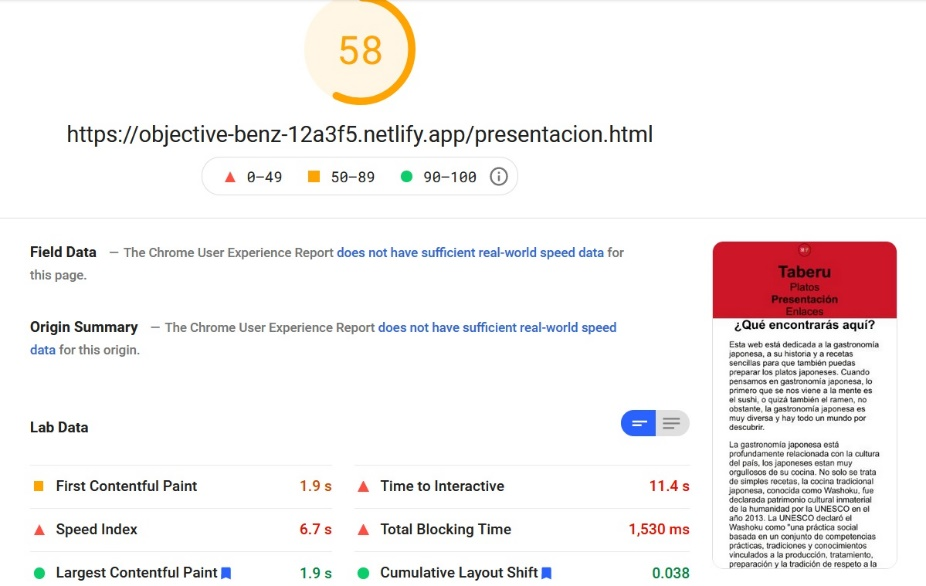 58
https://objective-benz-12a3f5.netlify.app/presentacion.html
0–49 50–89 90–100
Field Data — The Chrome User Experience Report does not have sufficient real-world speed data for
this page.
Origin Summary — The Chrome User Experience Report does not have sufficient real-world speed
data for this origin.
Lab Data
First Contentful Paint 1.9 s
Time to Interactive 11.4 s
Speed Index 6.7 s
Total Blocking Time 1,530 ms
Largest Contentful Paint 1.9 s
Cumulative Layout Shift 0.038
Taberu
Platos
Presentación
Enlaces
¿Qué encontrarás aquí?
Esta web está dedicada a la gastronomía
japonesa, a su historia y a recetas
sencillas para que también puedas
preparar los platos japoneses. Cuando
pensamos en gastronomía japonesa, lo
primero que se nos viene a la mente es
el sushi, o quizá también el ramen, no
obstante, la gastronomía japonesa es
muy diversa y hay todo un mundo por
descubrir.
La gastronomía japonesa está
profundamente relacionada con la cultura
del país, los japoneses estan muy
orgullosos de su cocina. No solo se trata
de simples recetas, la cocina tradicional
japonesa, conocida como Washoku, fue
declarada patrimonio cultural inmaterial
de la humanidad por la UNESCO en el
año 2013. La UNESCO declaró el
Washoku como "una práctica social
basada en un conjunto de competencias
prácticas, tradiciones y conocimientos
vinculados a la producción, tratamiento,
preparación y la tradición de respeto a la